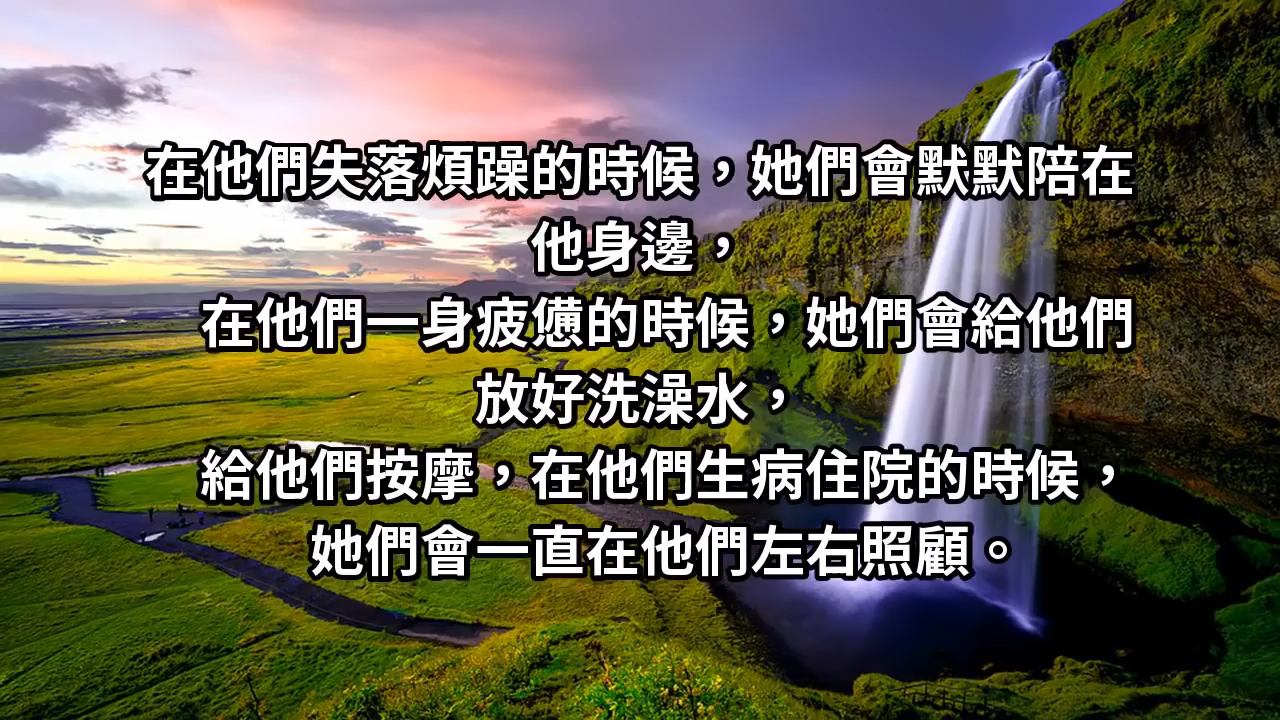 在他們失落煩躁的時候，她們會默默陪在
他身邊，
在他們一身疲憊的時候，她們會給他們
放好洗澡水，
給他們按摩，在他們生病住院的時候，
她們會一直在他們左右照顧。